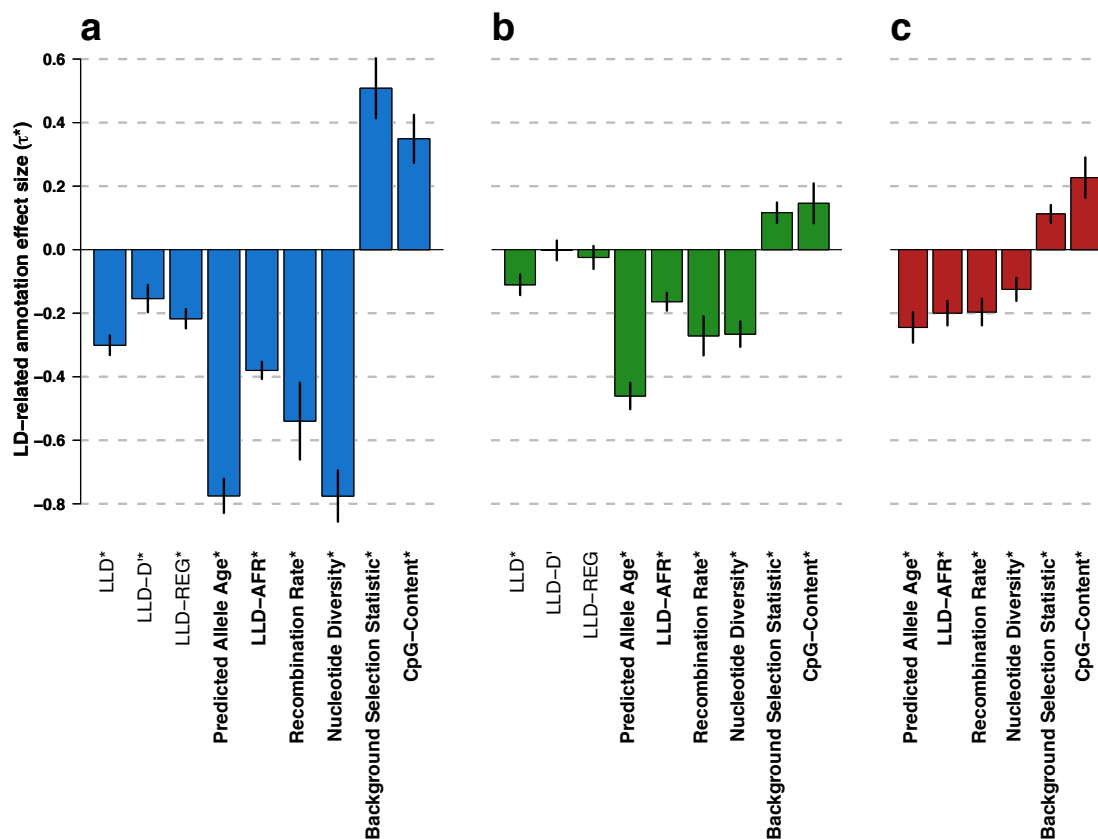 a
b
c
LD−related annotation effect size (τ*)
0.6
0.4
0.2
0.0
−0.2
−0.4
−0.6
−0.8
LLD*
LLD−D'*
LLD−REG*
Predicted Allele Age*
LLD−AFR*
Recombination Rate*
Nucleotide Diversity*
Background Selection Statistic*
CpG−Content*
LLD*
LLD−D'
LLD−REG
Predicted Allele Age*
LLD−AFR*
Recombination Rate*
Nucleotide Diversity*
Background Selection Statistic*
CpG−Content*
Predicted Allele Age*
LLD−AFR*
Recombination Rate*
Nucleotide Diversity*
Background Selection Statistic*
CpG−Content*